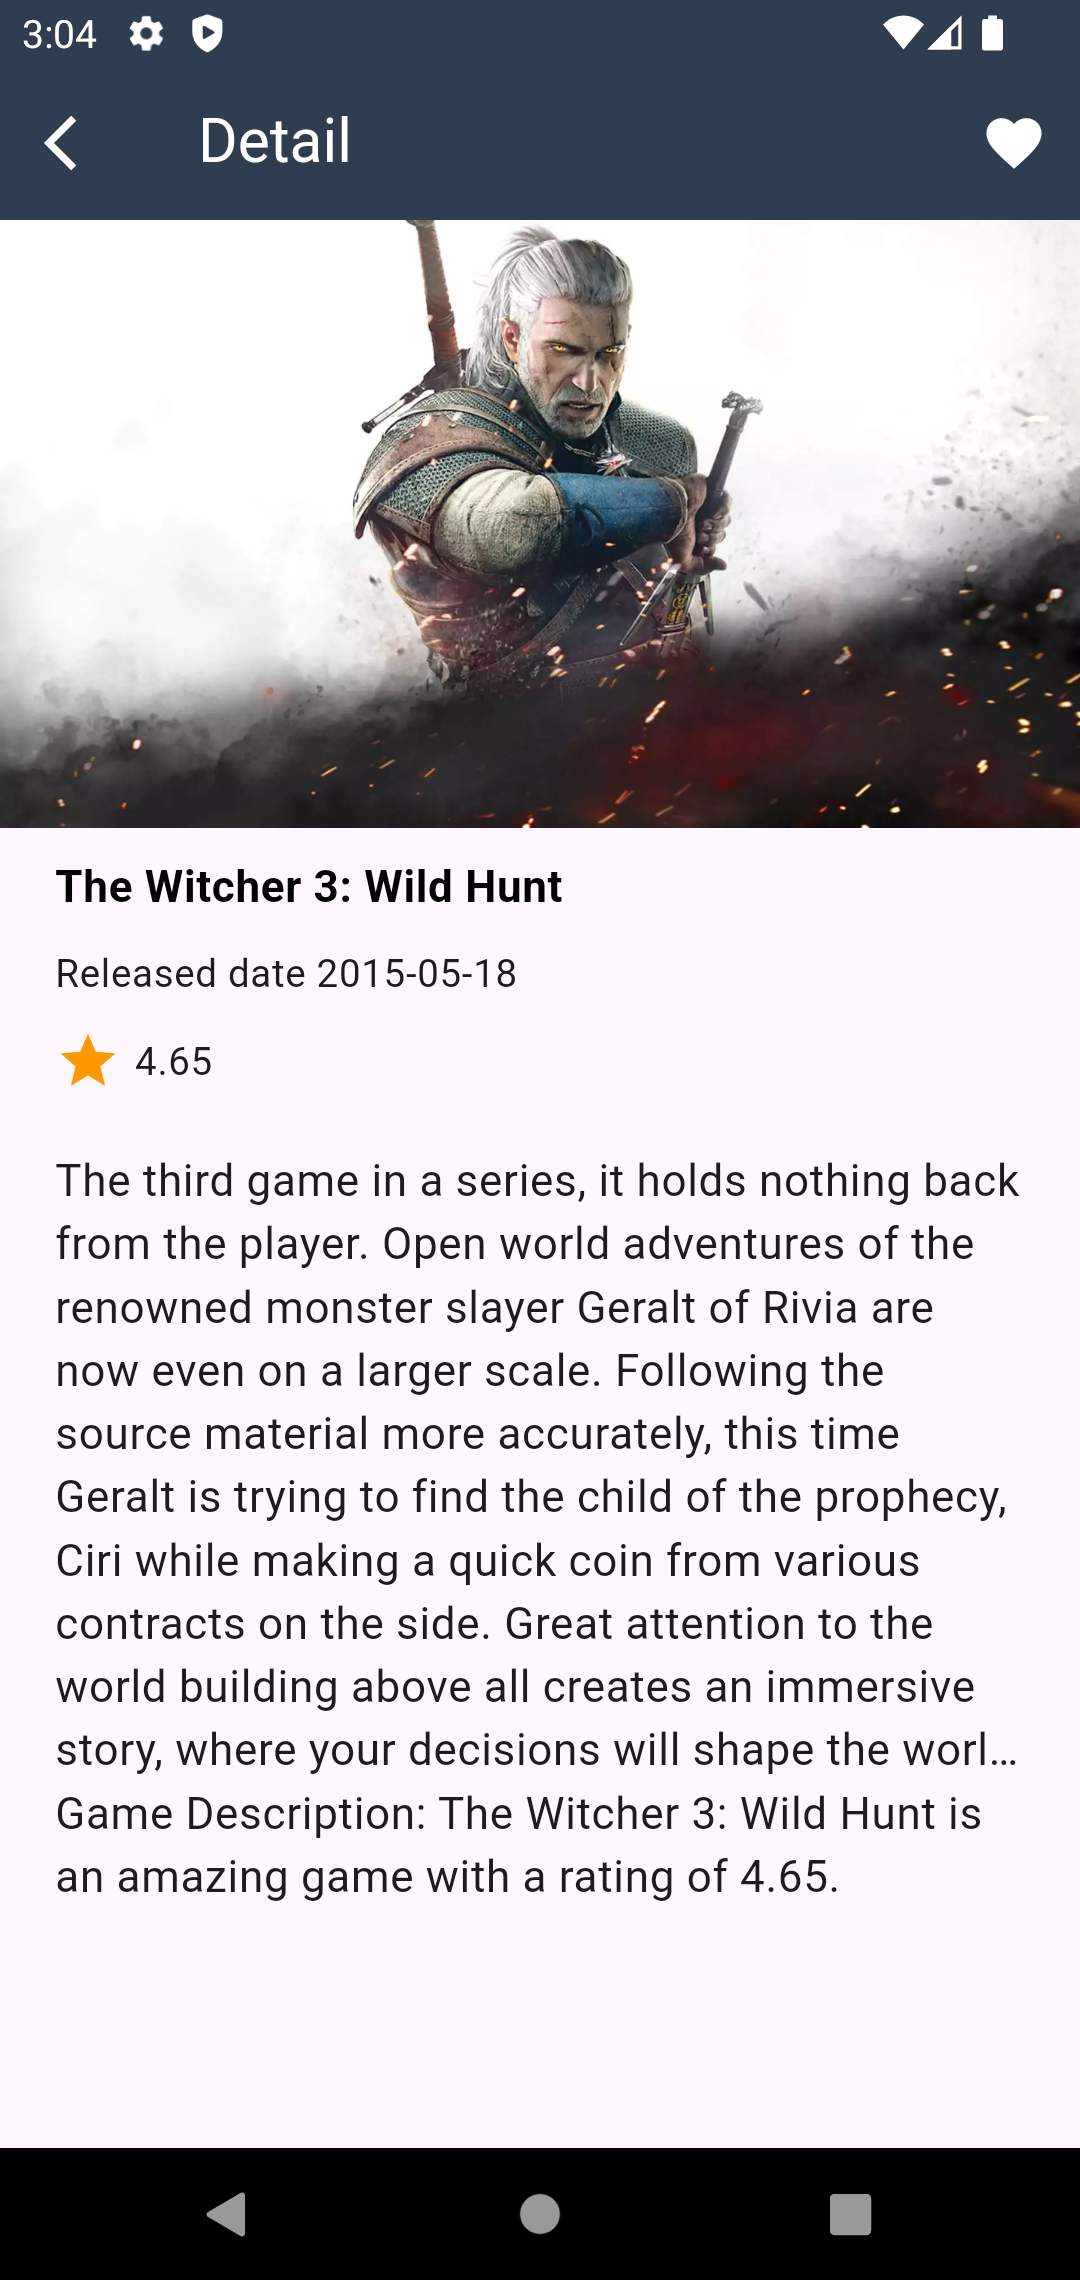 3:04
Detail
The Witcher 3: Wild Hunt
Released date 2015-05-18
4.65
The third game in a series, it holds nothing back
from the player. Open world adventures of the
renowned monster slayer Geralt of Rivia are
now even on a larger scale. Following the
source material more accurately, this time
Geralt is trying to find the child of the prophecy,
Ciri while making a quick coin from various
contracts on the side. Great attention to the
world building above all creates an immersive
story, where your decisions will shape the worl…
Game Description: The Witcher 3: Wild Hunt is
an amazing game with a rating of 4.65.